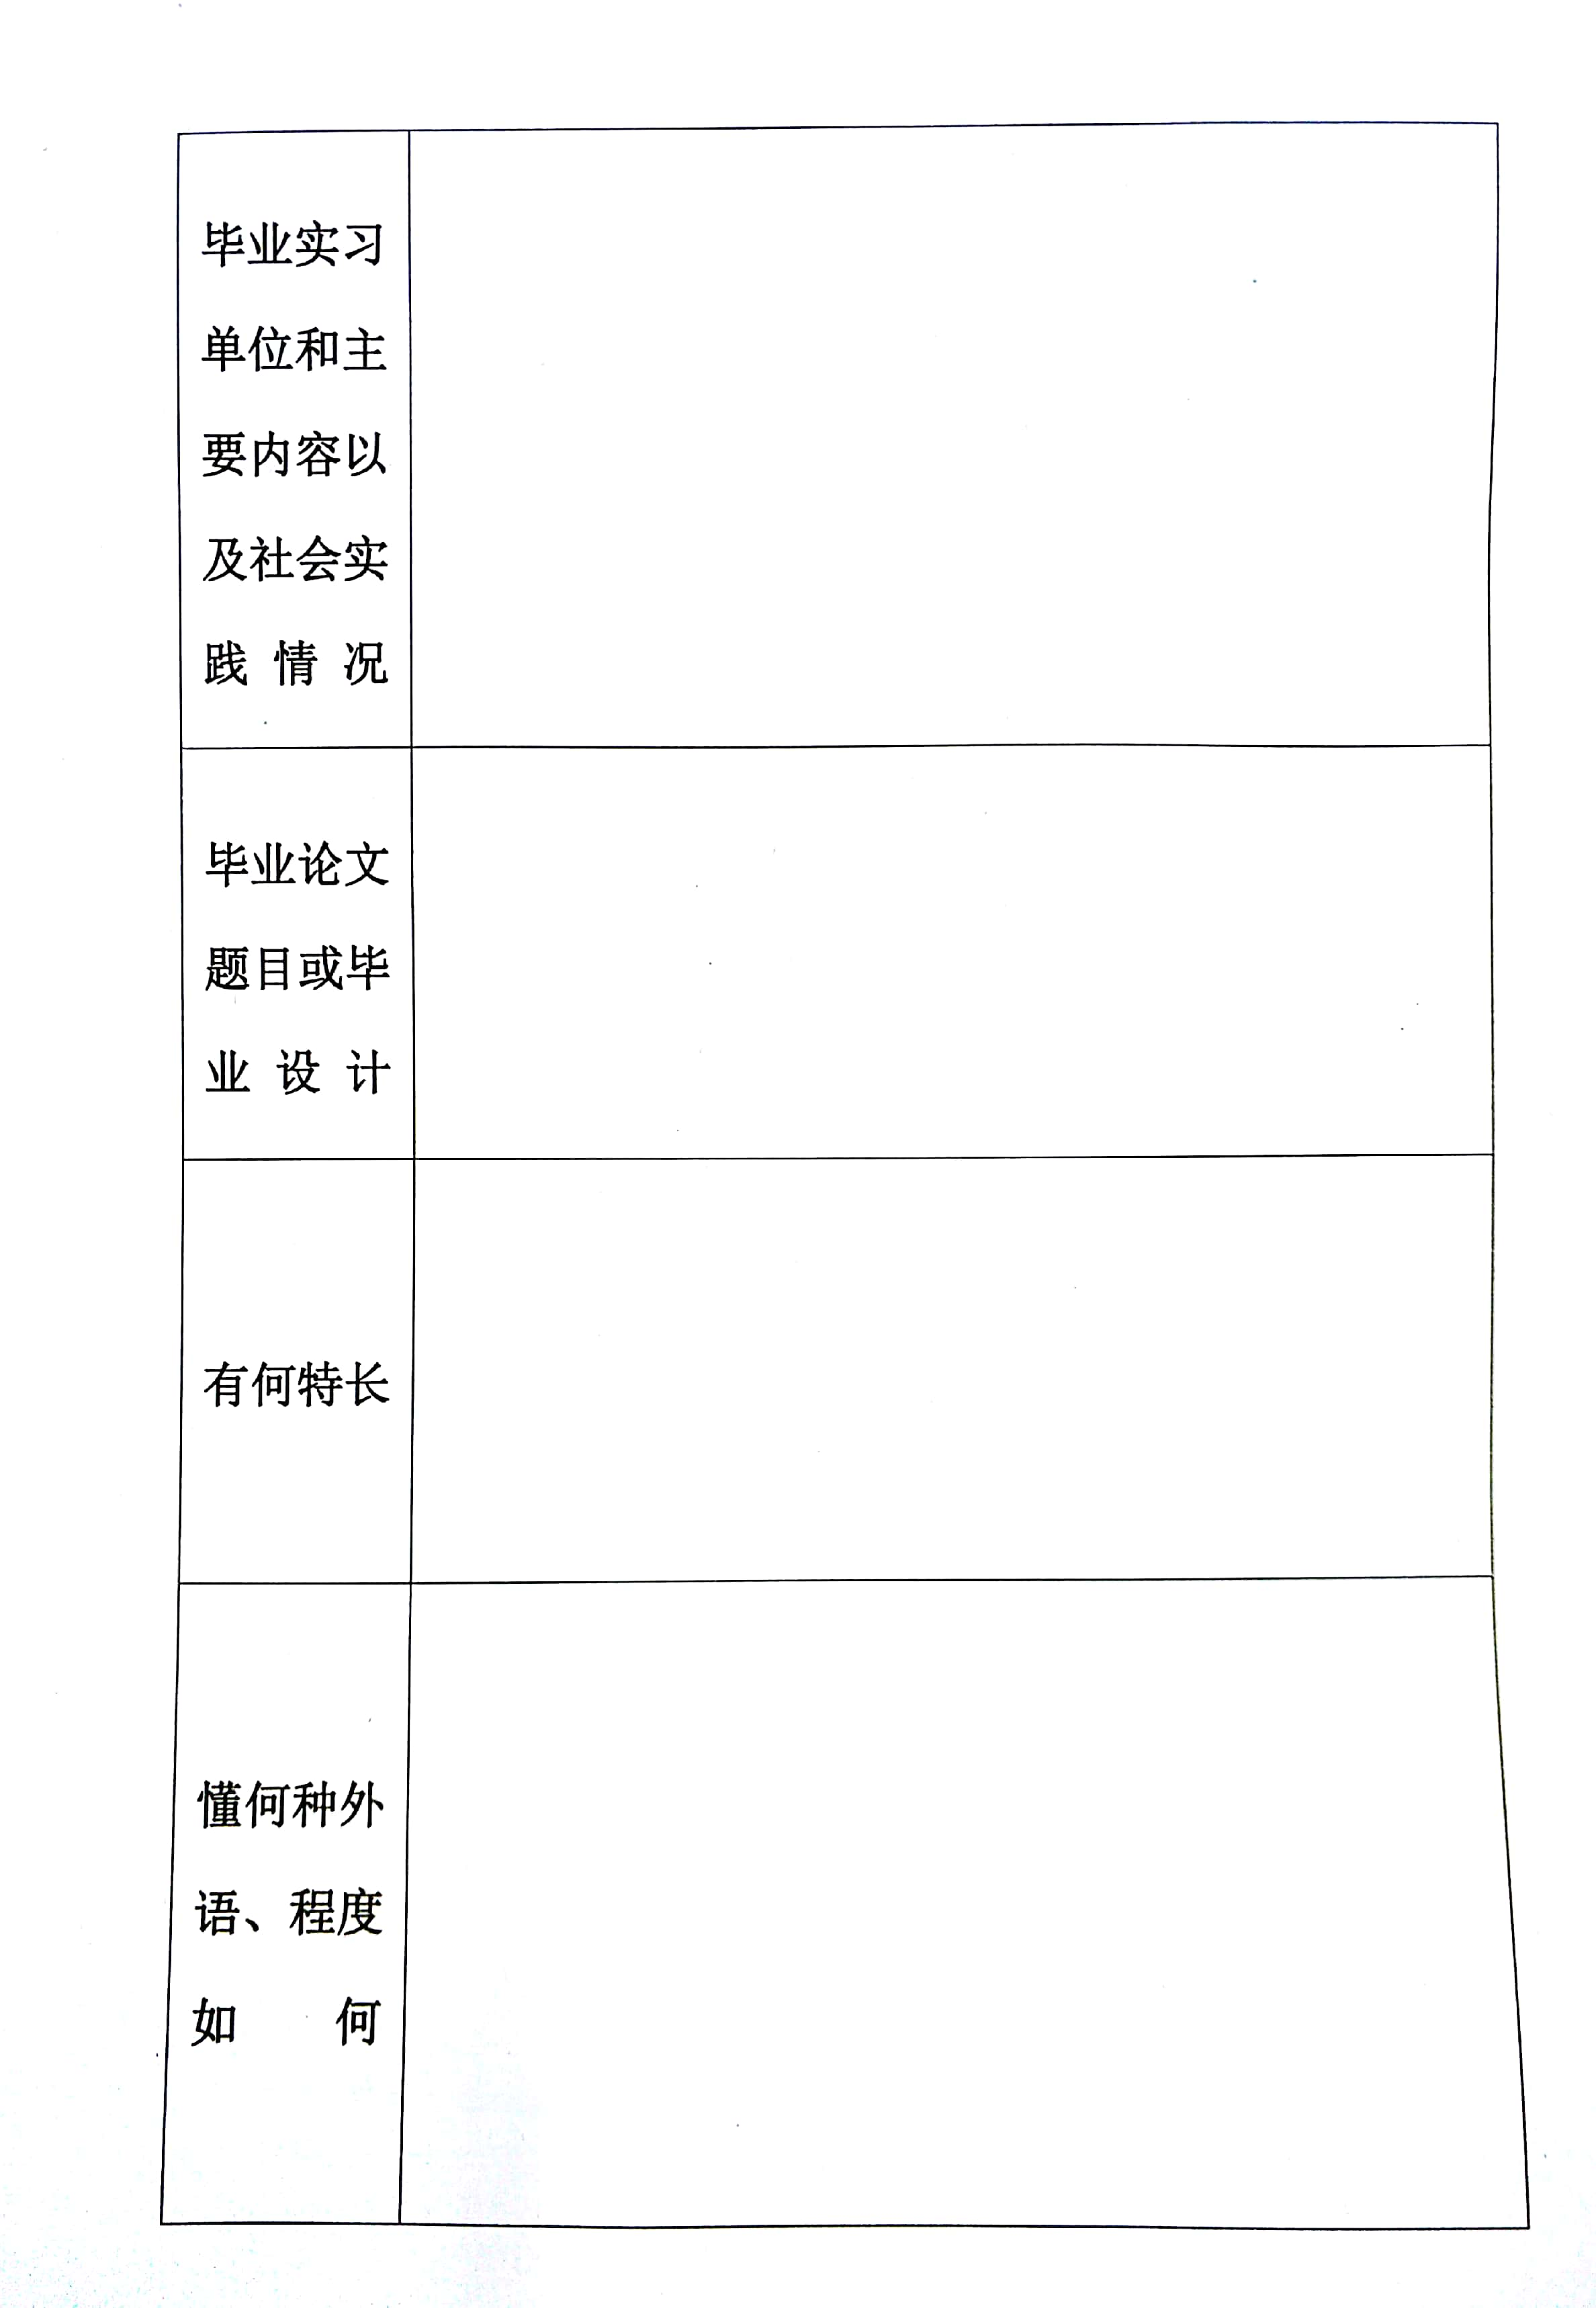 毕业实习
单位和主
要内容以
及社会实
践 情 况
毕业论文
题目或毕
业 设 计
有何特长
懂何种外
语、程度
如 何